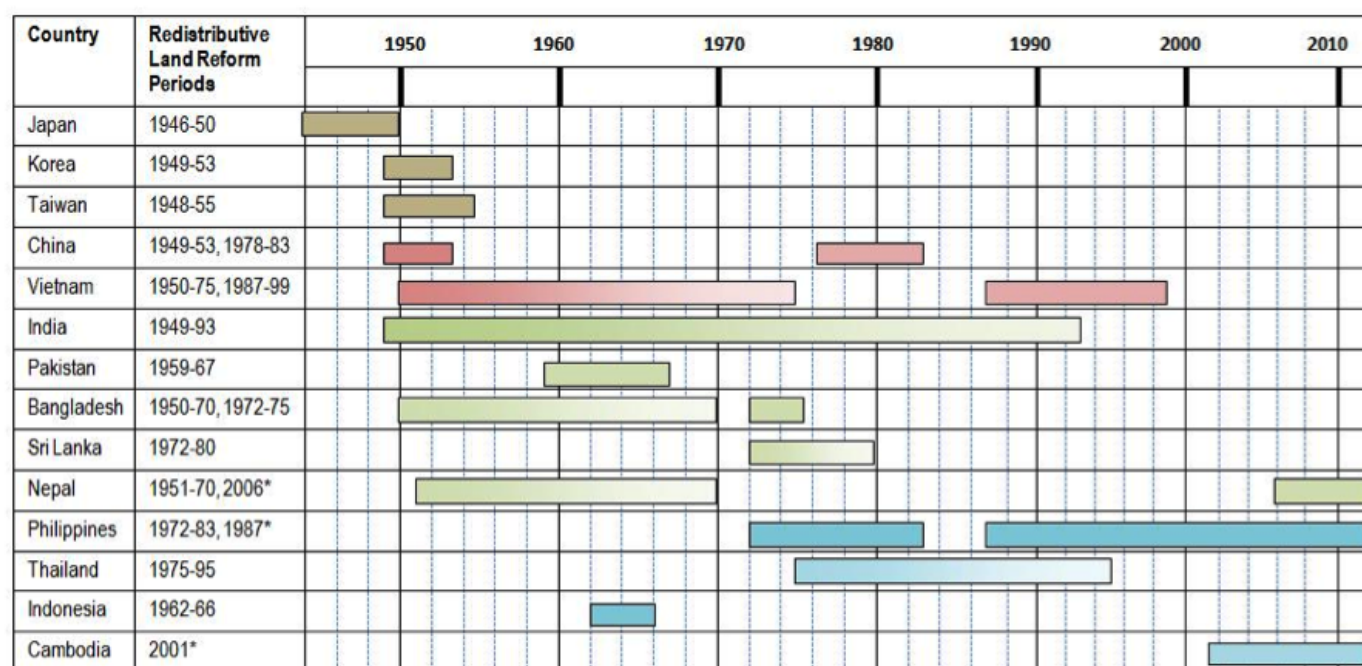 Country Redistributive Land Reform Periods 1950 1960 1970 1980 1990 2000 2010
Japan 1946-50
Korea 1949-53
Taiwan 1948-55
China 1949-53, 1978-83
Vietnam 1950-75, 1987-99
India 1949-93
Pakistan 1959-67
Bangladesh 1950-70, 1972-75
Sri Lanka 1972-80
Nepal 1951-70, 2006*
Philippines 1972-83, 1987*
Thailand 1975-95
Indonesia 1962-66
Cambodia 2001*